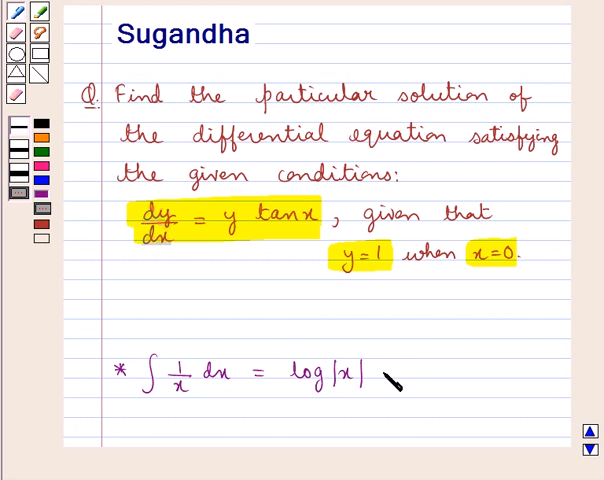 Sugandha
Q. Find the particular solution of
the differential equation satisfying
the given conditions:
dy/dx = y tanx, given that
y=1 when x=0.
* ∫ 1/x dx = log|x|